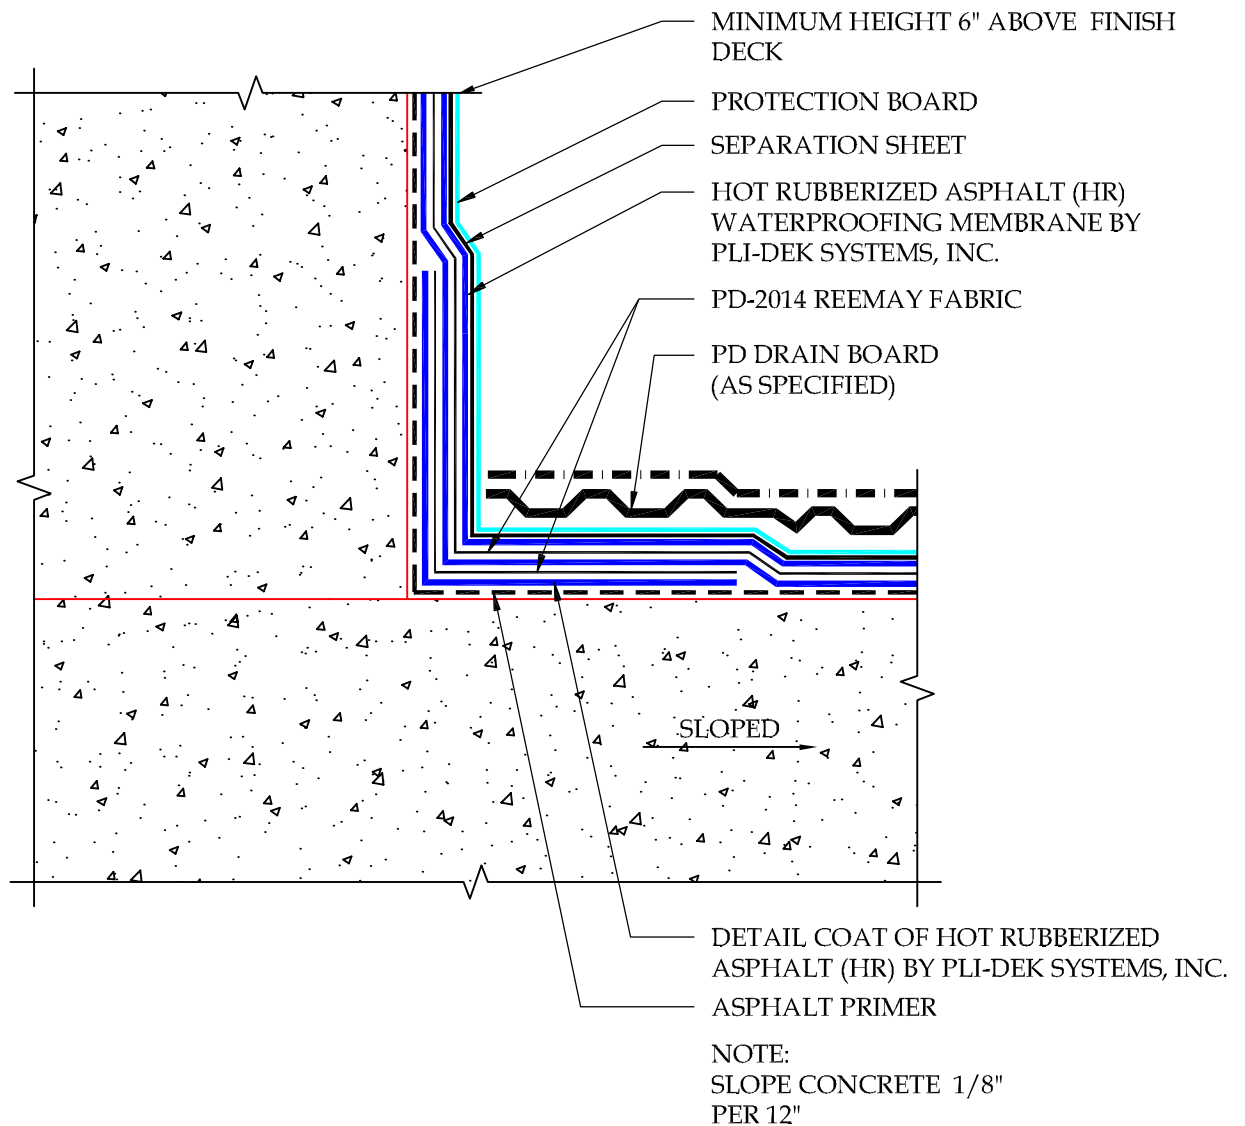 MINIMUM HEIGHT 6" ABOVE FINISH
DECK
PROTECTION BOARD
SEPARATION SHEET
HOT RUBBERIZED ASPHALT (HR)
WATERPROOFING MEMBRANE BY
PLI-DEK SYSTEMS, INC.
PD-2014 REEMAY FABRIC
PD DRAIN BOARD
(AS SPECIFIED)
SLOPED
DETAIL COAT OF HOT RUBBERIZED
ASPHALT (HR) BY PLI-DEK SYSTEMS, INC.
ASPHALT PRIMER
NOTE:
SLOPE CONCRETE 1/8"
PER 12"